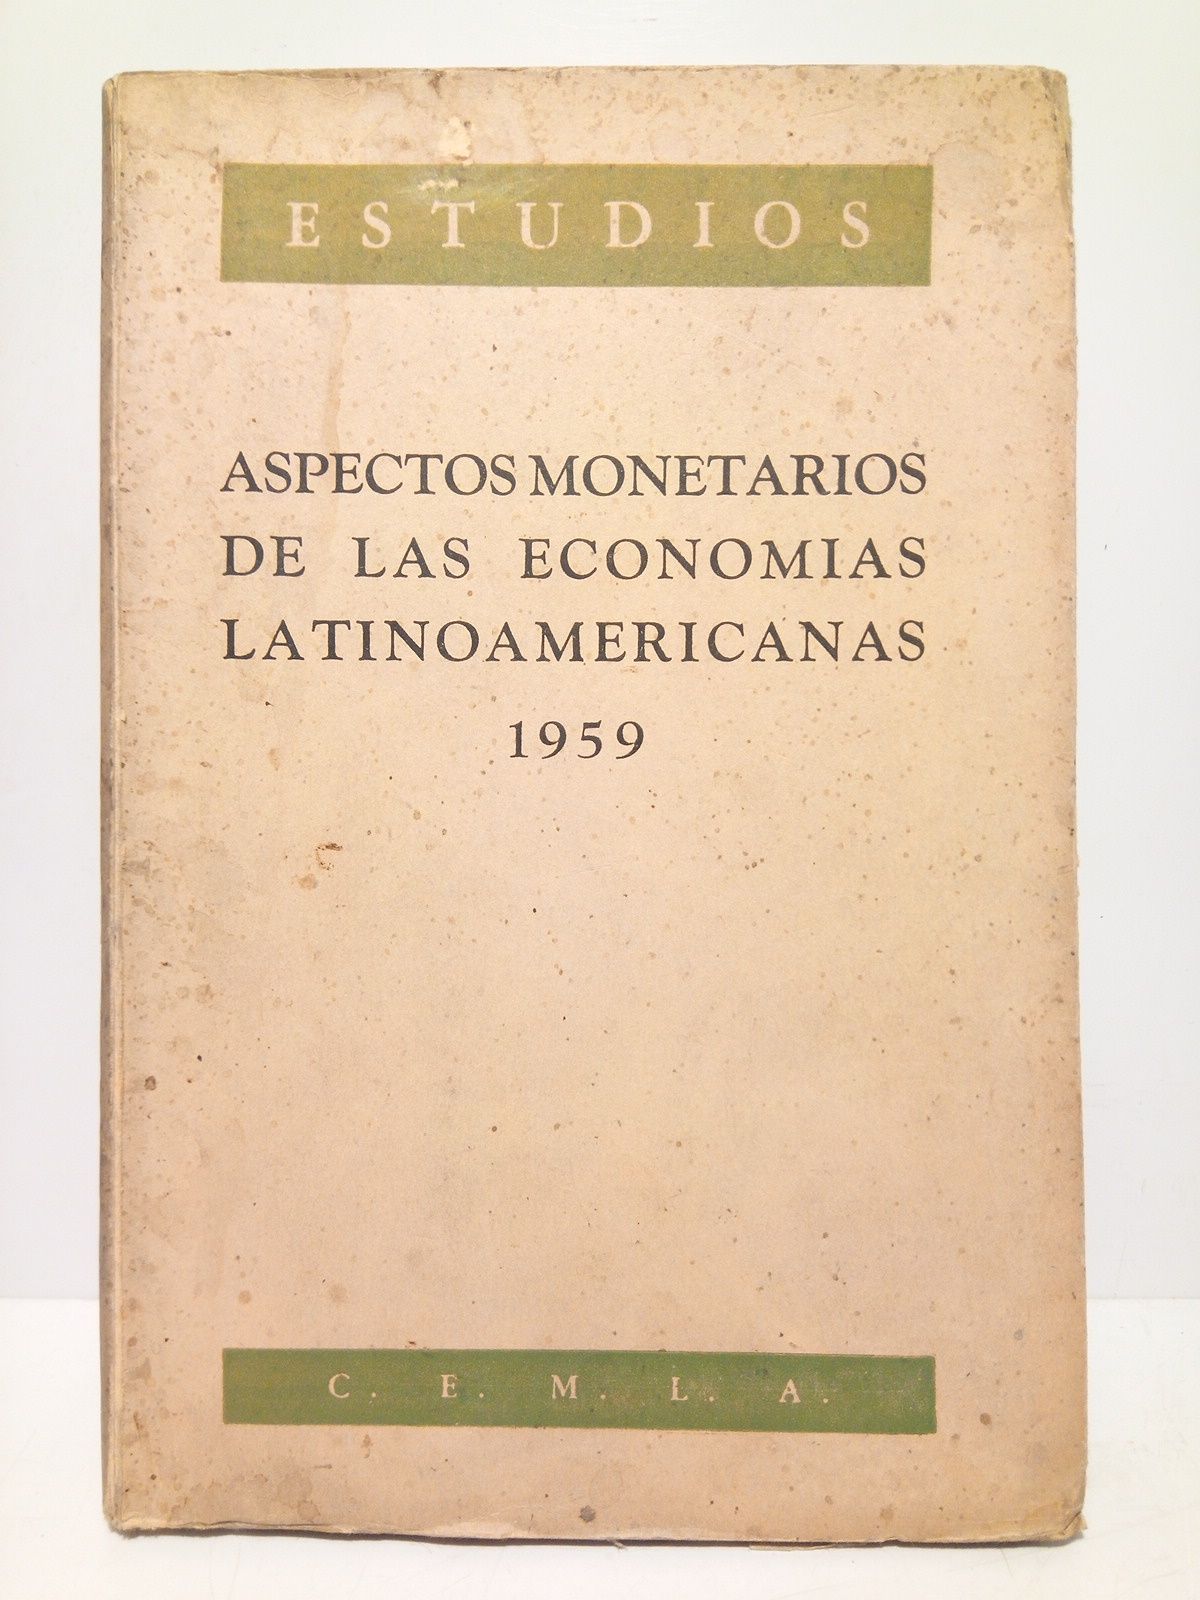 ESTUDIOS
ASPECTOS MONETARIOS
DE LAS ECONOMIAS
LATINOAMERICANAS
1959
C. E. M. L. A.